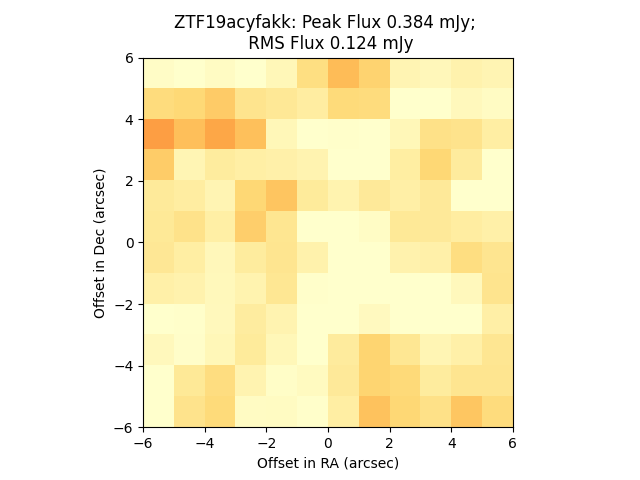 ZTF19acyfakk: Peak Flux 0.384 mJy;
RMS Flux 0.124 mJy
6
4
2
0
−2
−4
−6
Offset in Dec (arcsec)
−6 −4 −2 0 2 4 6
Offset in RA (arcsec)